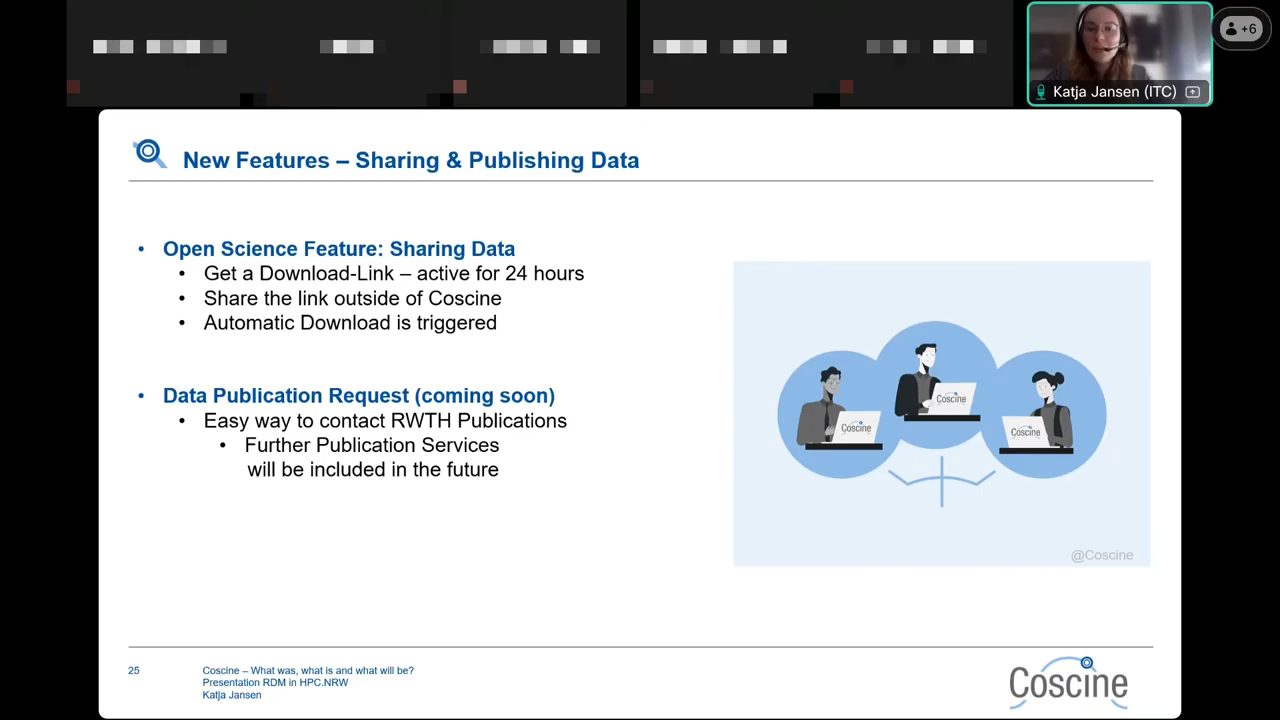 +6
Katja Jansen (ITC)
New Features – Sharing & Publishing Data
• Open Science Feature: Sharing Data
• Get a Download-Link – active for 24 hours
• Share the link outside of Coscine
• Automatic Download is triggered
• Data Publication Request (coming soon)
• Easy way to contact RWTH Publications
• Further Publication Services
will be included in the future
Coscine
Coscine
Coscine
@Coscine
25
Coscine – What was, what is and what will be?
Presentation RDM in HPC.NRW
Katja Jansen
Coscine